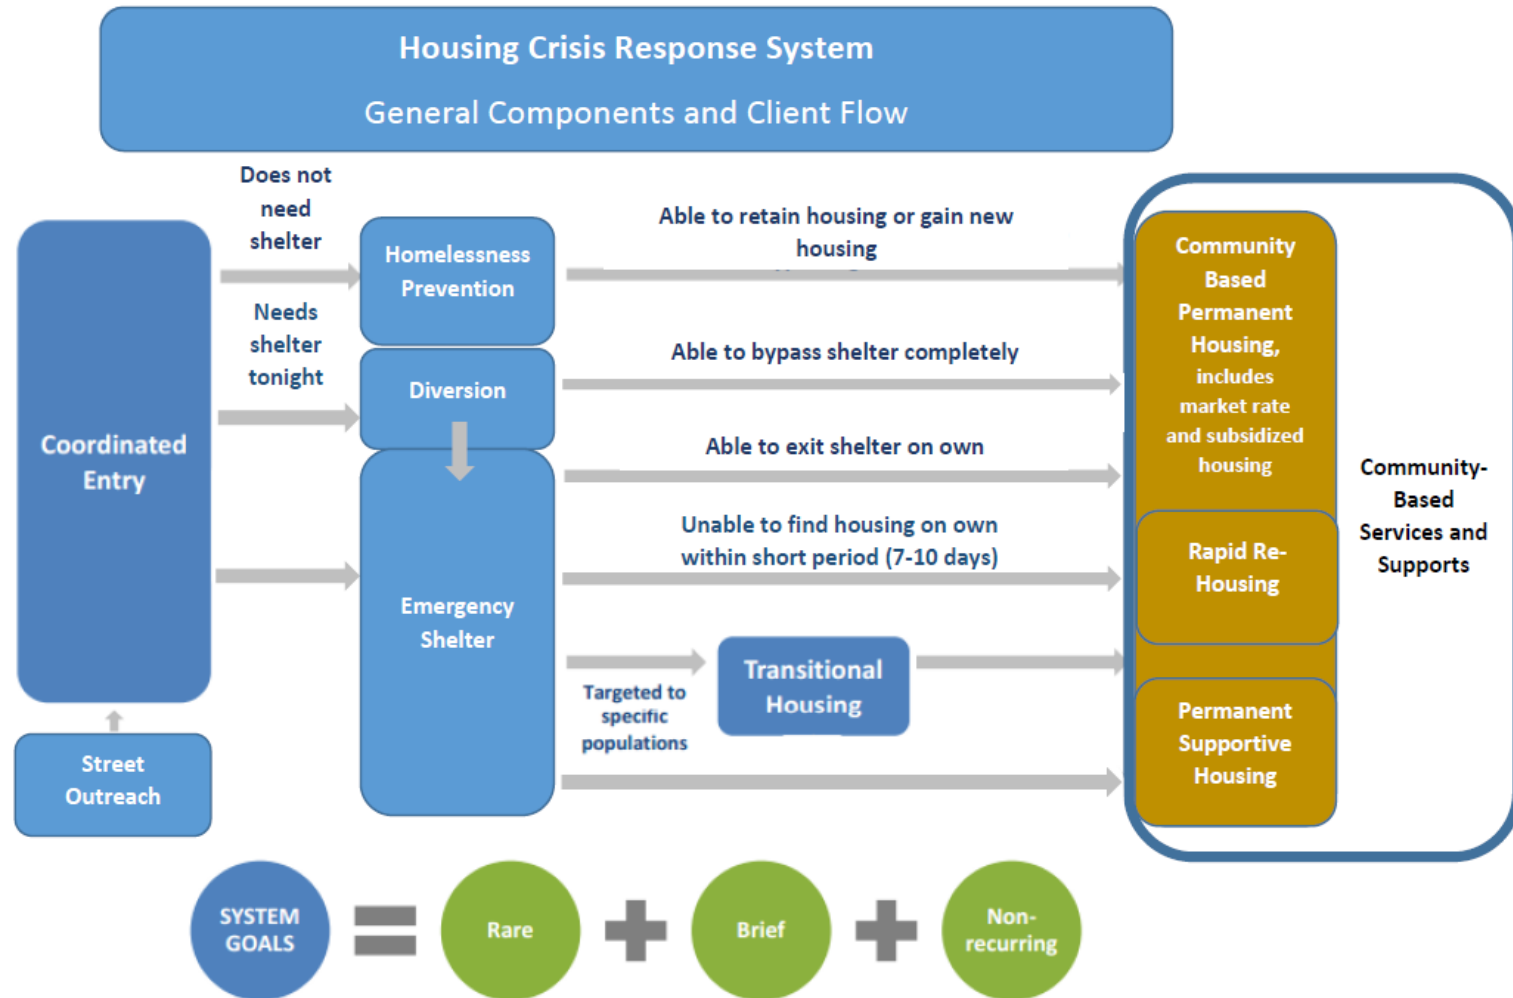 Housing Crisis Response System
General Components and Client Flow
Does not
need
shelter
Needs
shelter
tonight
Coordinated
Entry
Street
Outreach
Homelessness
Prevention
Diversion
Emergency
Shelter
Able to retain housing or gain new
housing
Able to bypass shelter completely
Able to exit shelter on own
Unable to find housing on own
within short period (7-10 days)
Targeted to
specific
populations
Transitional
Housing
Community
Based
Permanent
Housing,
includes
market rate
and subsidized
housing
Rapid Re-
Housing
Permanent
Supportive
Housing
Community-
Based
Services and
Supports
SYSTEM
GOALS
=
Rare
+
Brief
+
Non-
recurring